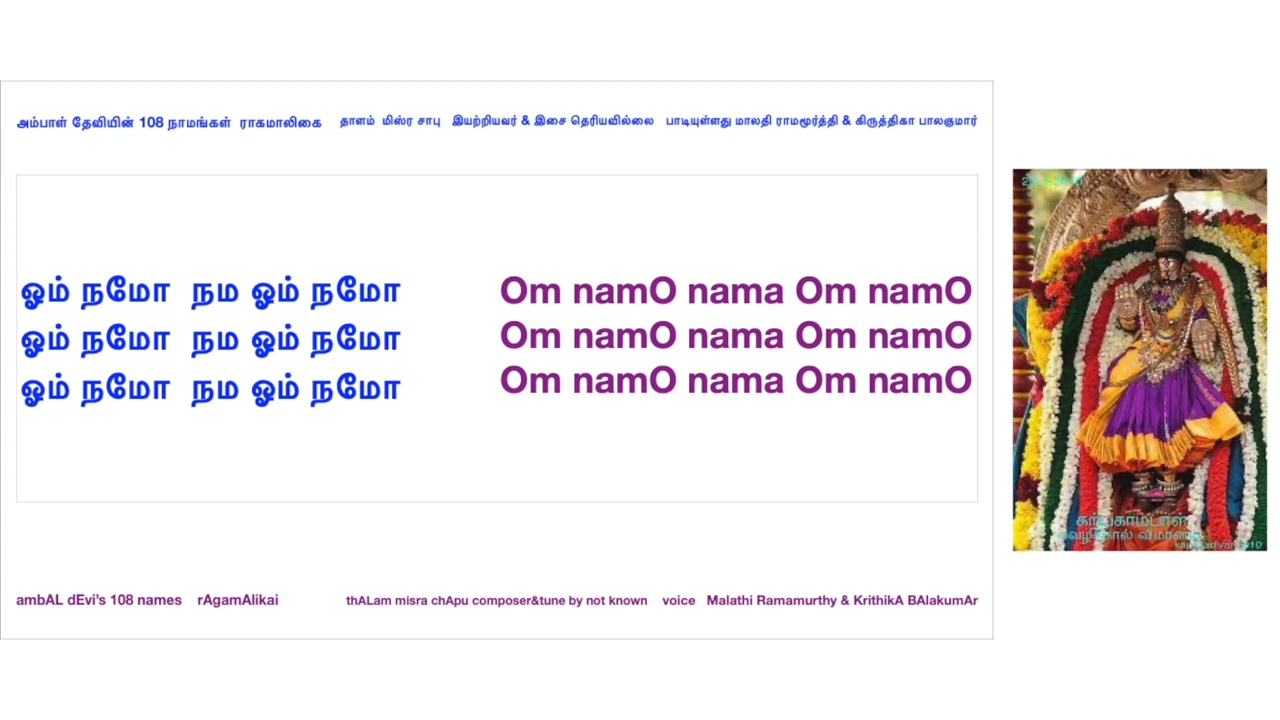 அம்பாள் தேவியின் 108 நாமங்கள் ராகமாலிகை தாளம் மிஸ்ர சாபு இயற்றியவர் & இசை தெரியவில்லை பாடியுள்ளது மாலதி ராமமூர்த்தி & கிருத்திகா பாலகுமார்
ஓம் நமோ நம ஓம் நமோ
ஓம் நமோ நம ஓம் நமோ
ஓம் நமோ நம ஓம் நமோ
Om namO nama Om namO
Om namO nama Om namO
Om namO nama Om namO
ambAL dEvi's 108 names rAgamAlikai thALam misra chApu composer&tune by not known voice Malathi Ramamurthy & KrithikA BAlakumAr